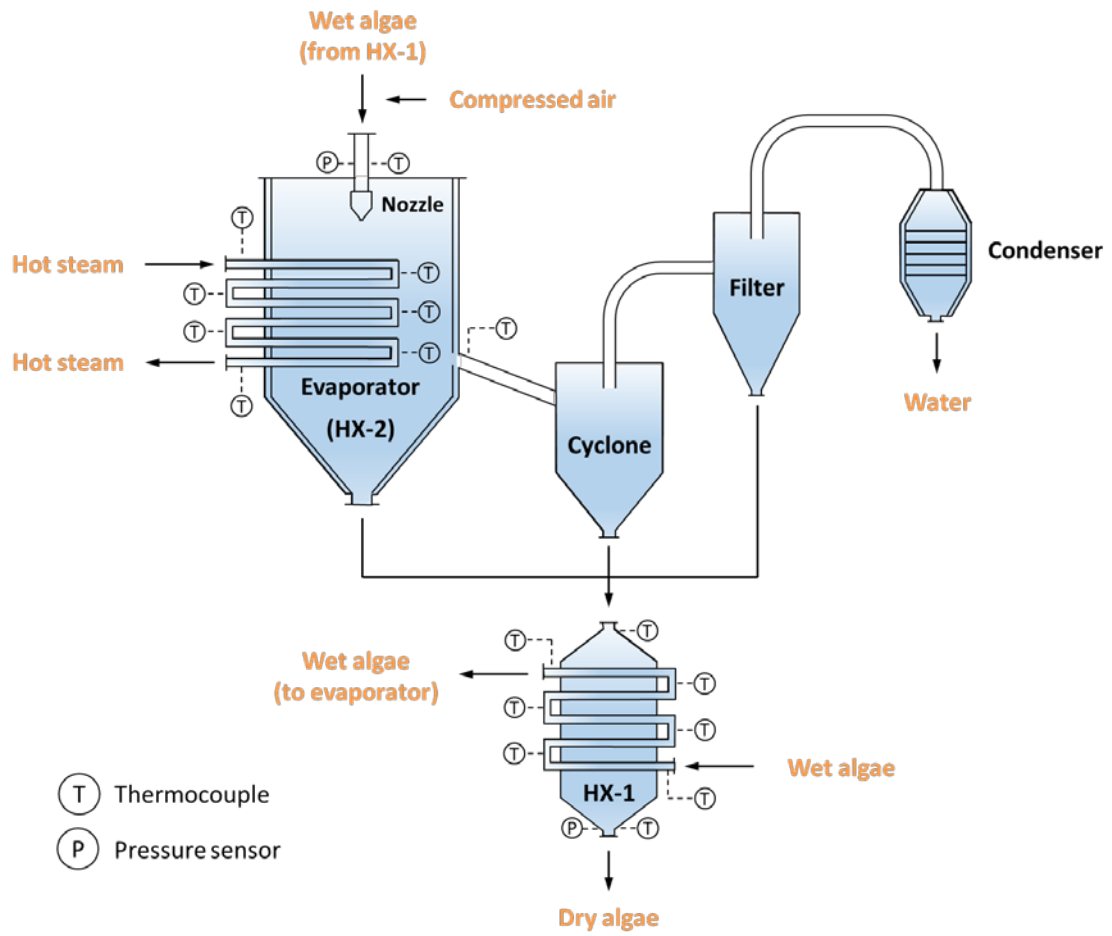 Wet algae
(from HX-1)
Compressed air
P
T
Nozzle
T
Hot steam
T
T
T
T
T
Hot steam
T
T
Evaporator
(HX-2)
Cyclone
Filter
Condenser
Water
T
T
Wet algae
(to evaporator)
T
T
T
T
Wet algae
HX-1
T
P
T
Dry algae
T Thermocouple
P Pressure sensor